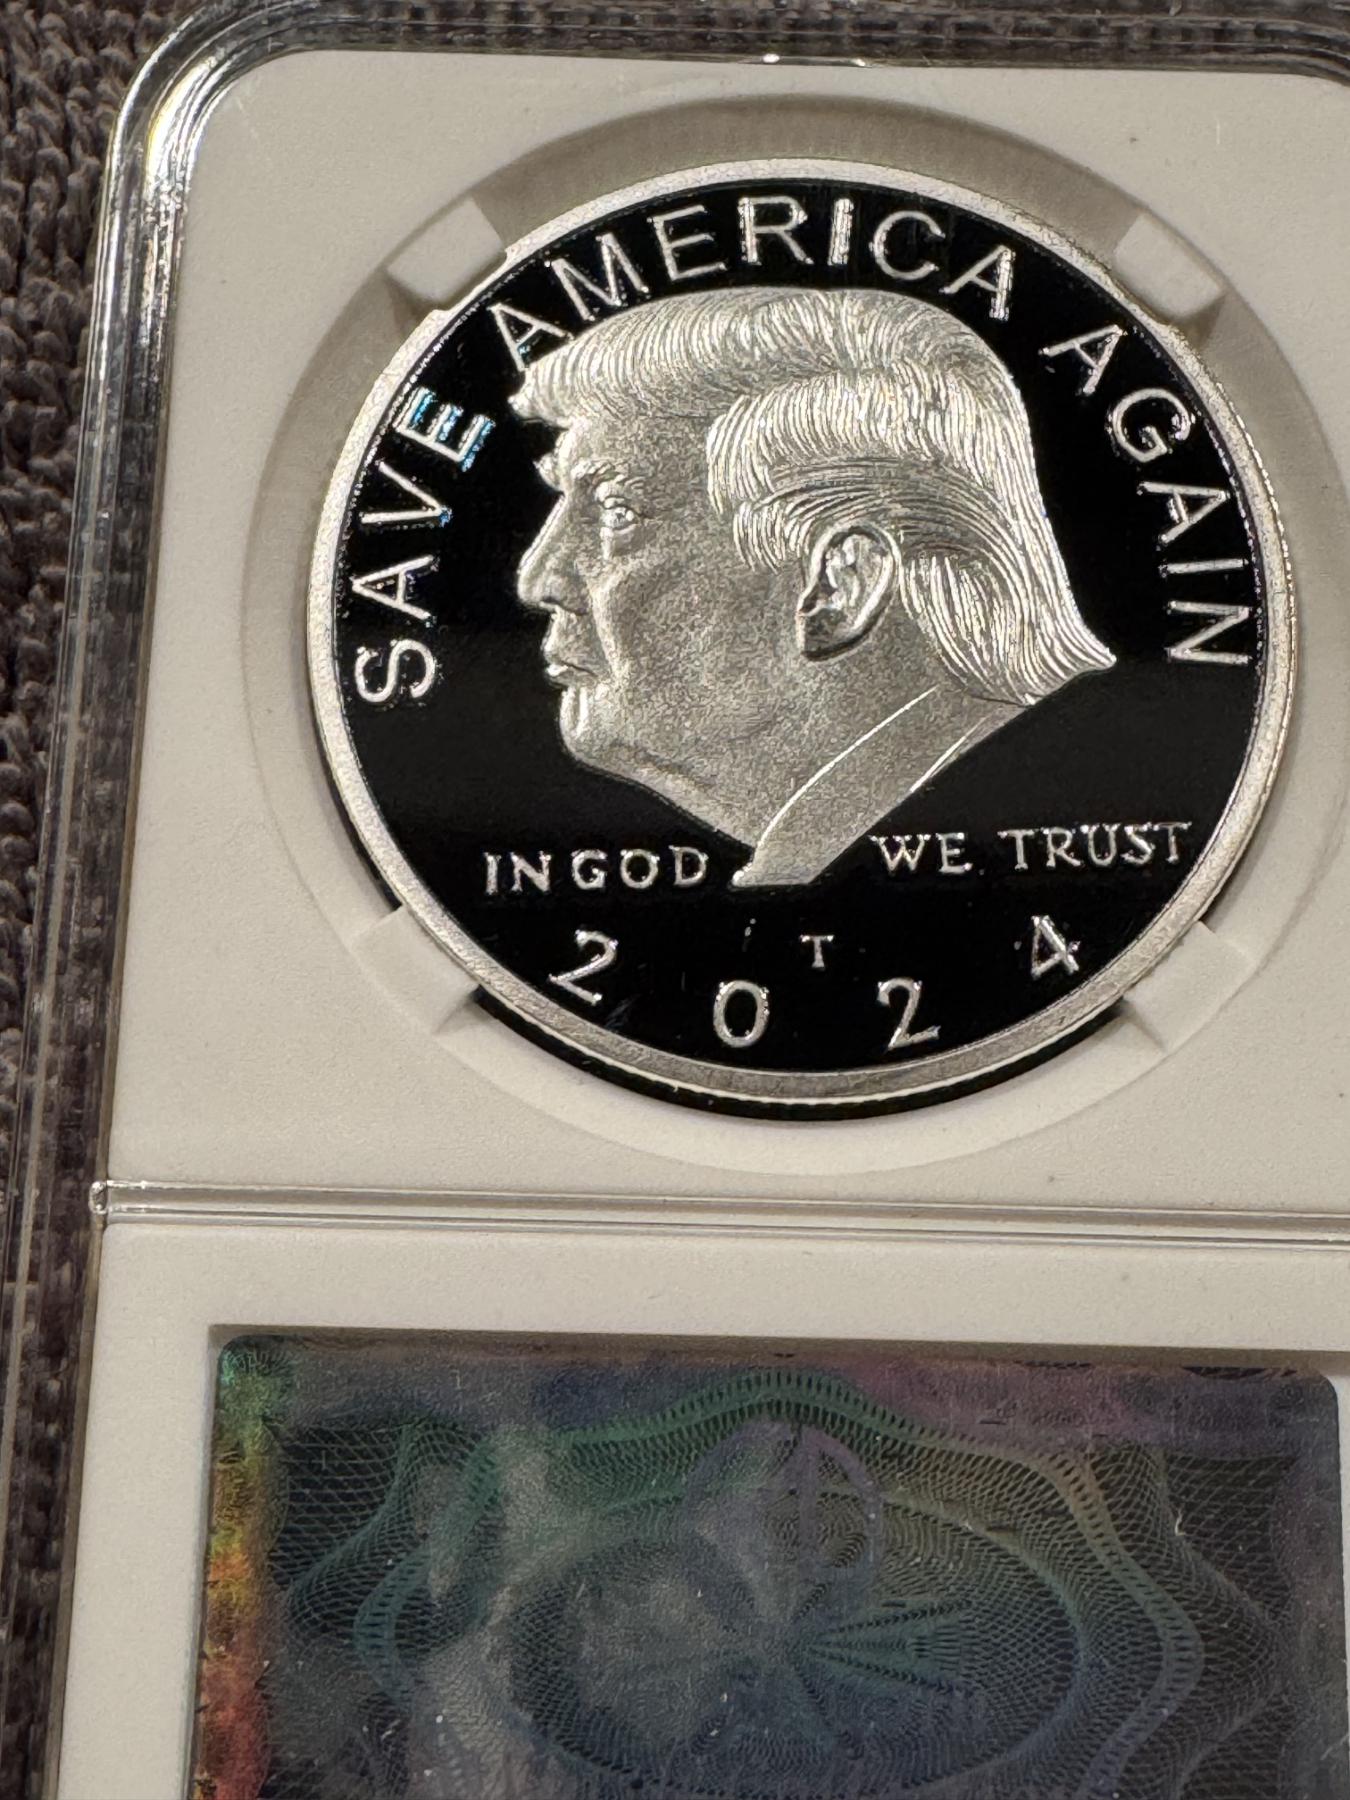 SAVE AMERICA AGAIN
IN GOD WE TRUST
T
2024